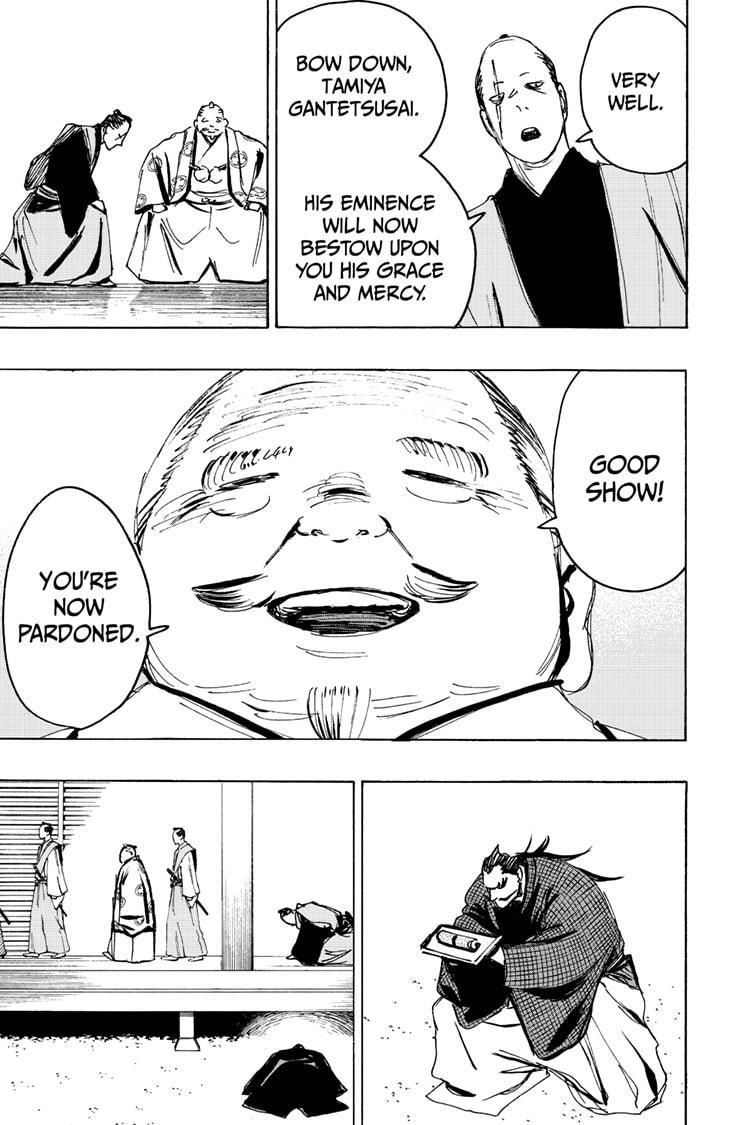 VERY
WELL.
BOW DOWN,
TAMIYA
GANTETSUSAI.
HIS EMINENCE
WILL NOW
BESTOW UPON
YOU HIS GRACE
AND MERCY.
GOOD
SHOW!
YOU'RE
NOW
PARDONED.